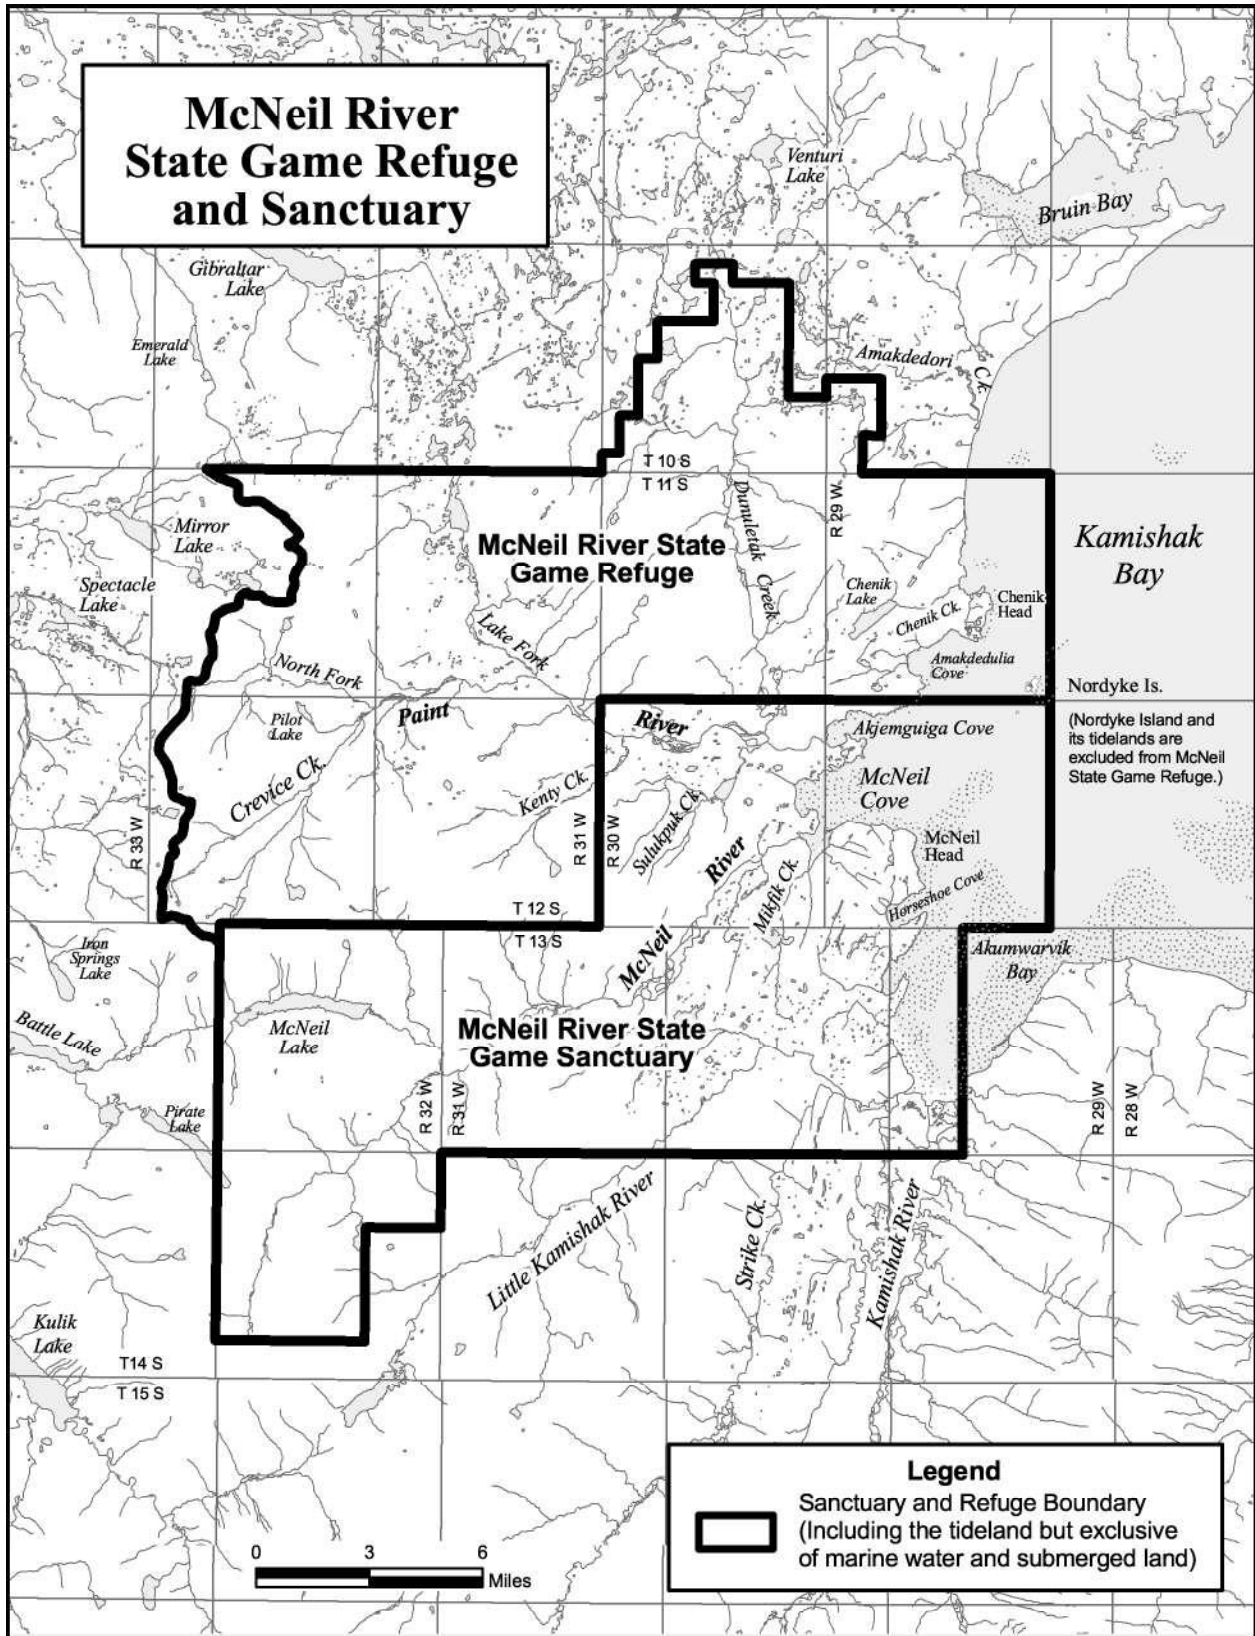 McNeil River
State Game Refuge
and Sanctuary
Venturi
Lake
Bruin Bay
Gibraltar
Lake
Emerald
Lake
Amakdedori
Ck.
T 10 S
T 11 S
Mirror
Lake
Dunuletak Creek
R 29 W
McNeil River State
Game Refuge
Kamishak
Bay
Spectacle
Lake
Chenik
Lake
Chenik Ck.
Chenik
Head
Lake Fork
North Fork
Amakdedulia
Cove
Nordyke Is.
Pilot
Lake
Paint
River
Akjemguiga Cove
(Nordyke Island and
its tidelands are
excluded from McNeil
State Game Refuge.)
Crevice Ck.
Kenty Ck.
McNeil
Cove
R 33 W
R 31 W
R 30 W
Sulukpuk Ck.
River
Mikfik Ck.
McNeil
Head
Horseshoe Cove
T 12 S
T 13 S
Iron
Springs
Lake
McNeil
Akumwarvik
Bay
Battle Lake
McNeil
Lake
McNeil River State
Game Sanctuary
Pirate
Lake
R 32 W
R 31 W
R 29 W
R 28 W
Little Kamishak River
Strike Ck.
Kamishak River
Kulik
Lake
T14 S
T 15 S
Legend
Sanctuary and Refuge Boundary
(Including the tideland but exclusive
of marine water and submerged land)
0 3 6
Miles